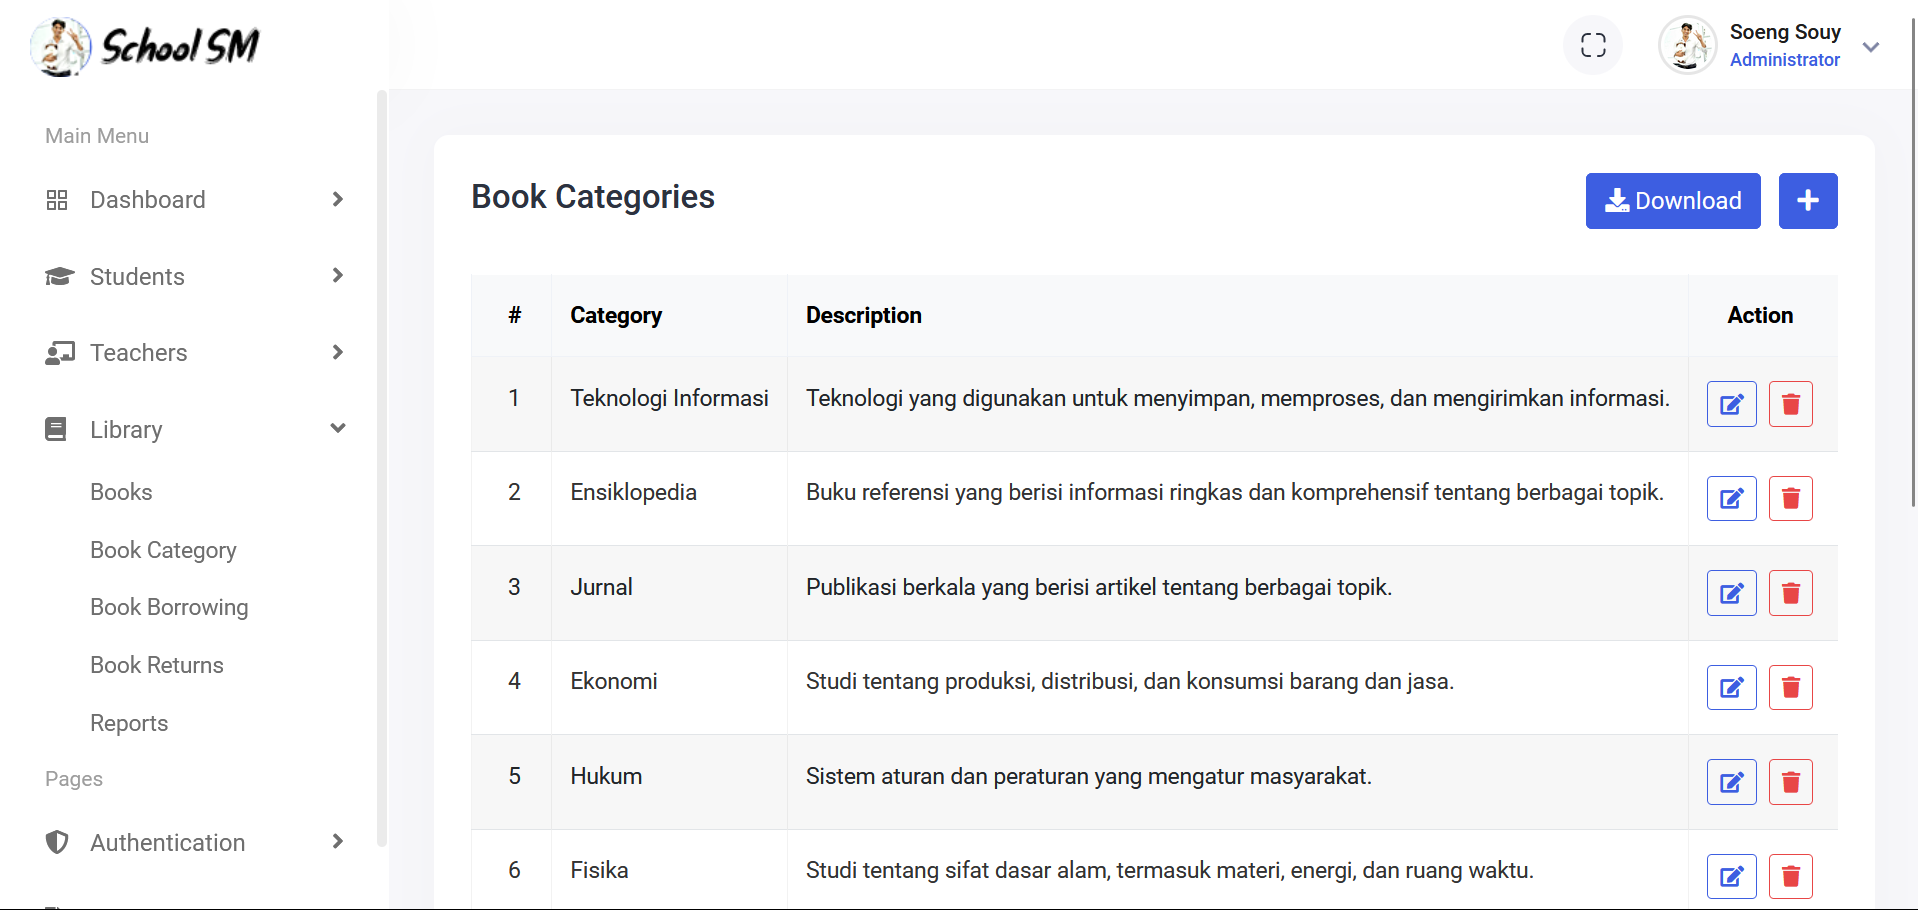 School SM
Soeng Souy
Administrator
Main Menu
Dashboard
Students
Teachers
Library
Books
Book Category
Book Borrowing
Book Returns
Reports
Pages
Authentication
Book Categories
Download
# Category Description Action
1 Teknologi Informasi Teknologi yang digunakan untuk menyimpan, memproses, dan mengirimkan informasi.
2 Ensiklopedia Buku referensi yang berisi informasi ringkas dan komprehensif tentang berbagai topik.
3 Jurnal Publikasi berkala yang berisi artikel tentang berbagai topik.
4 Ekonomi Studi tentang produksi, distribusi, dan konsumsi barang dan jasa.
5 Hukum Sistem aturan dan peraturan yang mengatur masyarakat.
6 Fisika Studi tentang sifat dasar alam, termasuk materi, energi, dan ruang waktu.